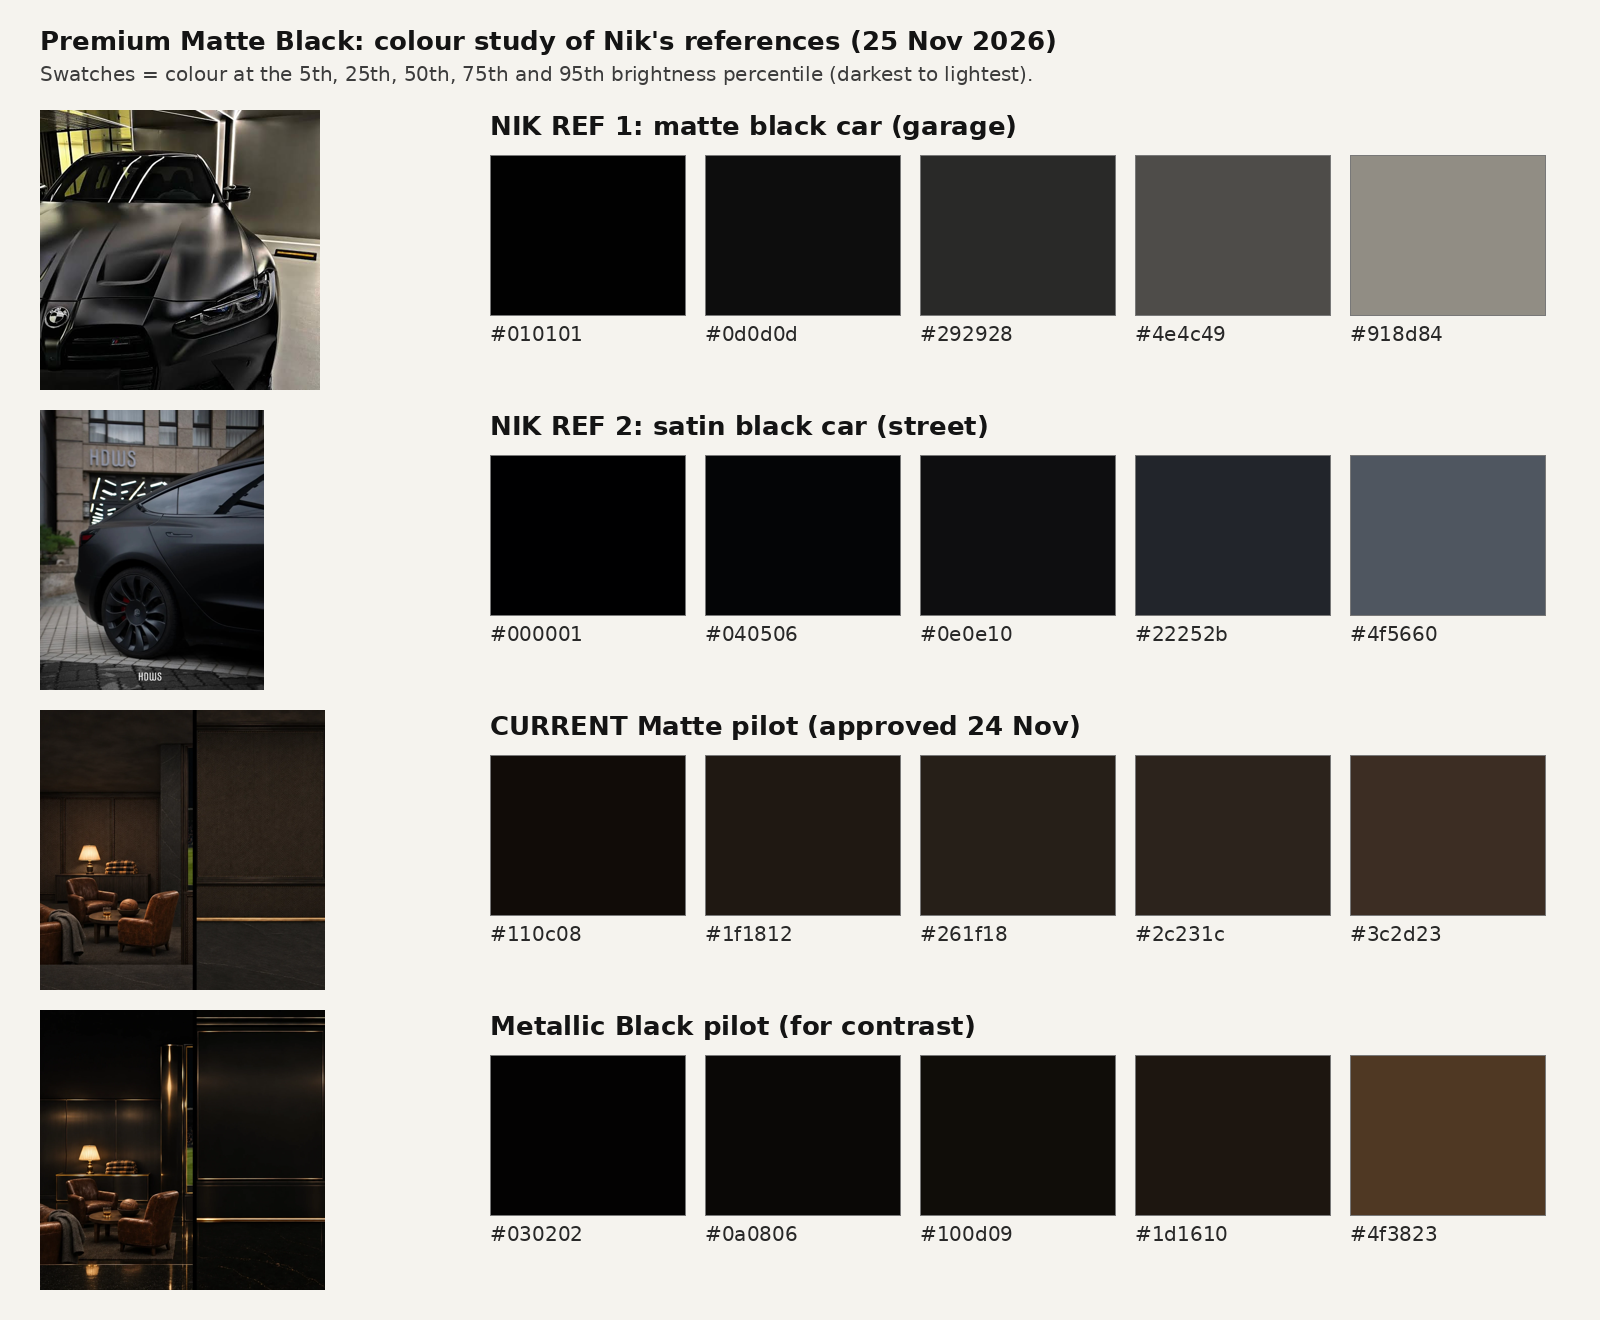 Premium Matte Black: colour study of Nik's references (25 Nov 2026)
Swatches = colour at the 5th, 25th, 50th, 75th and 95th brightness percentile (darkest to lightest).
NIK REF 1: matte black car (garage)
#010101 #0d0d0d #292928 #4e4c49 #918d84
HDWS
NIK REF 2: satin black car (street)
#000001 #040506 #0e0e10 #22252b #4f5660
HDWS
CURRENT Matte pilot (approved 24 Nov)
#110c08 #1f1812 #261f18 #2c231c #3c2d23
Metallic Black pilot (for contrast)
#030202 #0a0806 #100d09 #1d1610 #4f3823